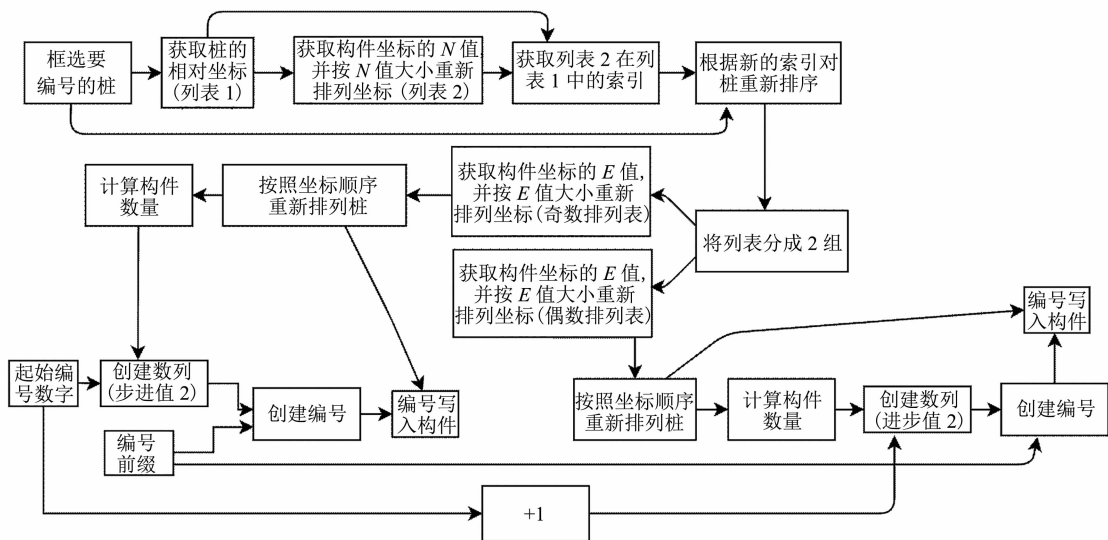 框选要
编号的桩
获取桩的
相对坐标
(列表 1)
获取构件坐标的 N 值,
并按 N 值大小重新
排列坐标 (列表 2)
获取列表 2 在列
表 1 中的索引
根据新的索引对
桩重新排序
计算构件
数量
按照坐标顺序
重新排列桩
获取构件坐标的 E 值,
并按 E 值大小重新
排列坐标(奇数排列表)
将列表分成 2 组
获取构件坐标的 E 值,
并按 E 值大小重新
排列坐标(偶数排列表)
编号写
入构件
起始编
号数字
创建数列
(步进值 2)
编号
前缀
创建编号
编号写
入构件
按照坐标顺序
重新排列桩
计算构件
数量
创建数列
(进步值 2)
创建编号
+1